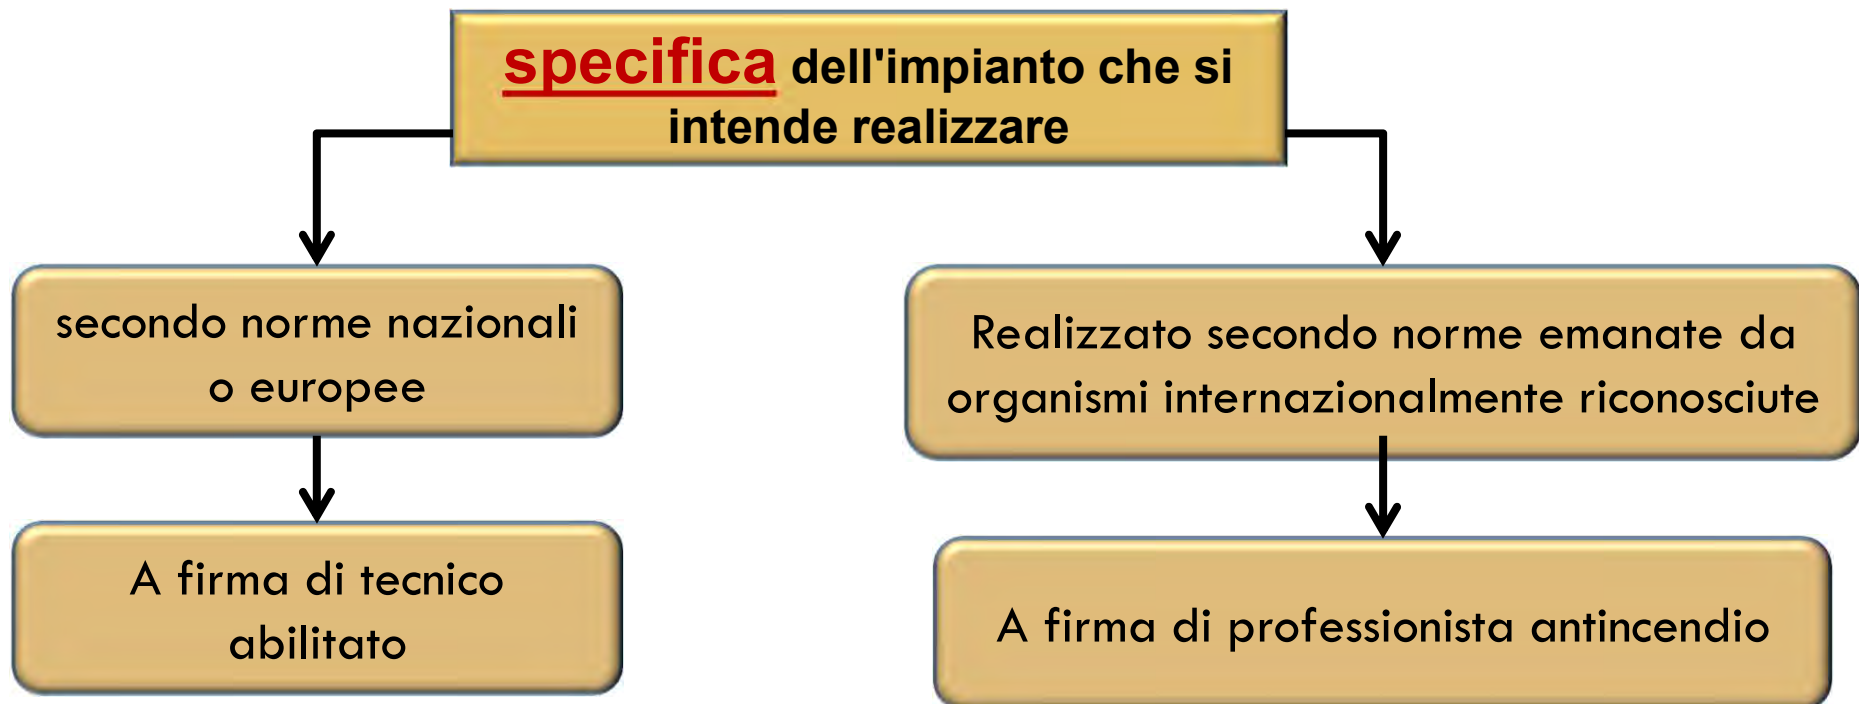 specifica dell'impianto che si
intende realizzare
secondo norme nazionali
o europee
Realizzato secondo norme emanate da
organismi internazionalmente riconosciute
A firma di tecnico
abilitato
A firma di professionista antincendio